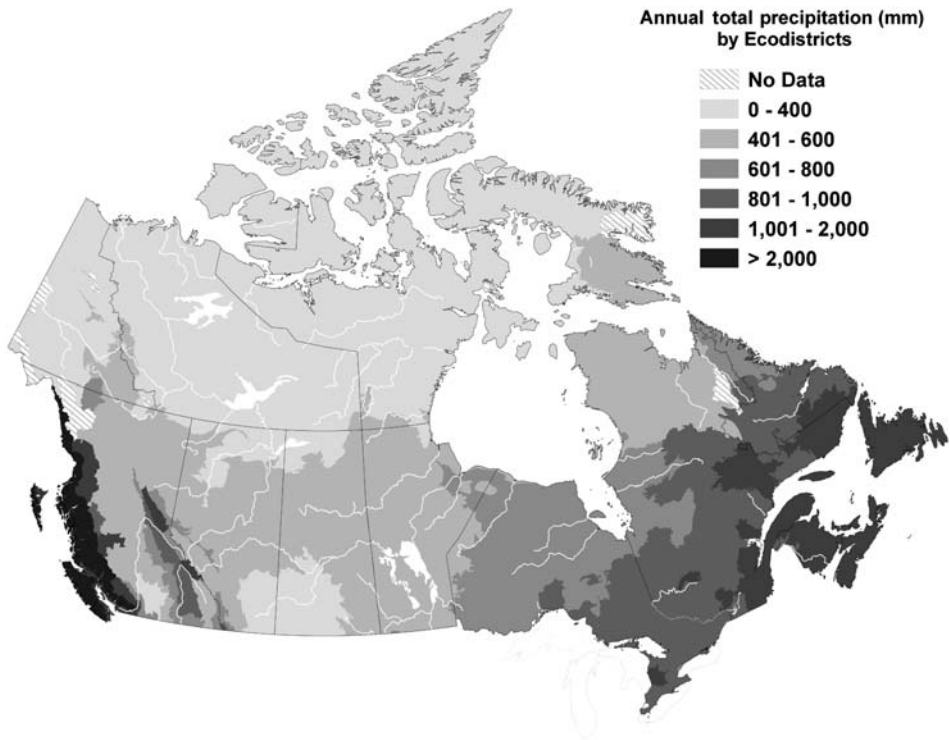 Annual total precipitation (mm)
by Ecodistricts
No Data
0 - 400
401 - 600
601 - 800
801 - 1,000
1,001 - 2,000
> 2,000